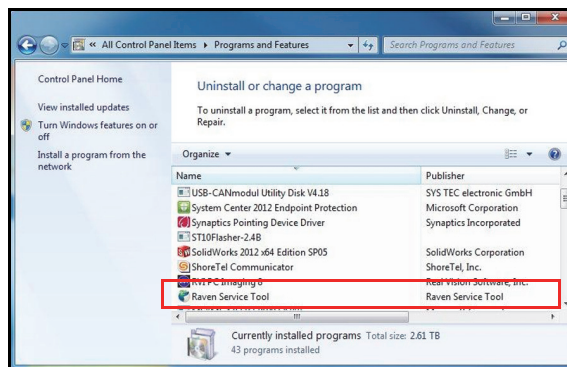 All Control Panel Items
Programs and Features
Search Programs and Features
Control Panel Home
View installed updates
Turn Windows features on or
off
Install a program from the
network
Uninstall or change a program
To uninstall a program, select it from the list and then click Uninstall, Change, or
Repair.
Organize
Name Publisher
USB-CANmodul Utility Disk V4.18 SYS TEC electronic GmbH
System Center 2012 Endpoint Protection Microsoft Corporation
Synaptics Pointing Device Driver Synaptics Incorporated
ST10Flasher-2.4B
SolidWorks 2012 x64 Edition SP05 SolidWorks Corporation
ShoreTel Communicator ShoreTel, Inc.
RVI PC Imaging 8 Real Vision Software, Inc.
Raven Service Tool Raven Service Tool
Currently installed programs Total size: 2.61 TB
43 programs installed